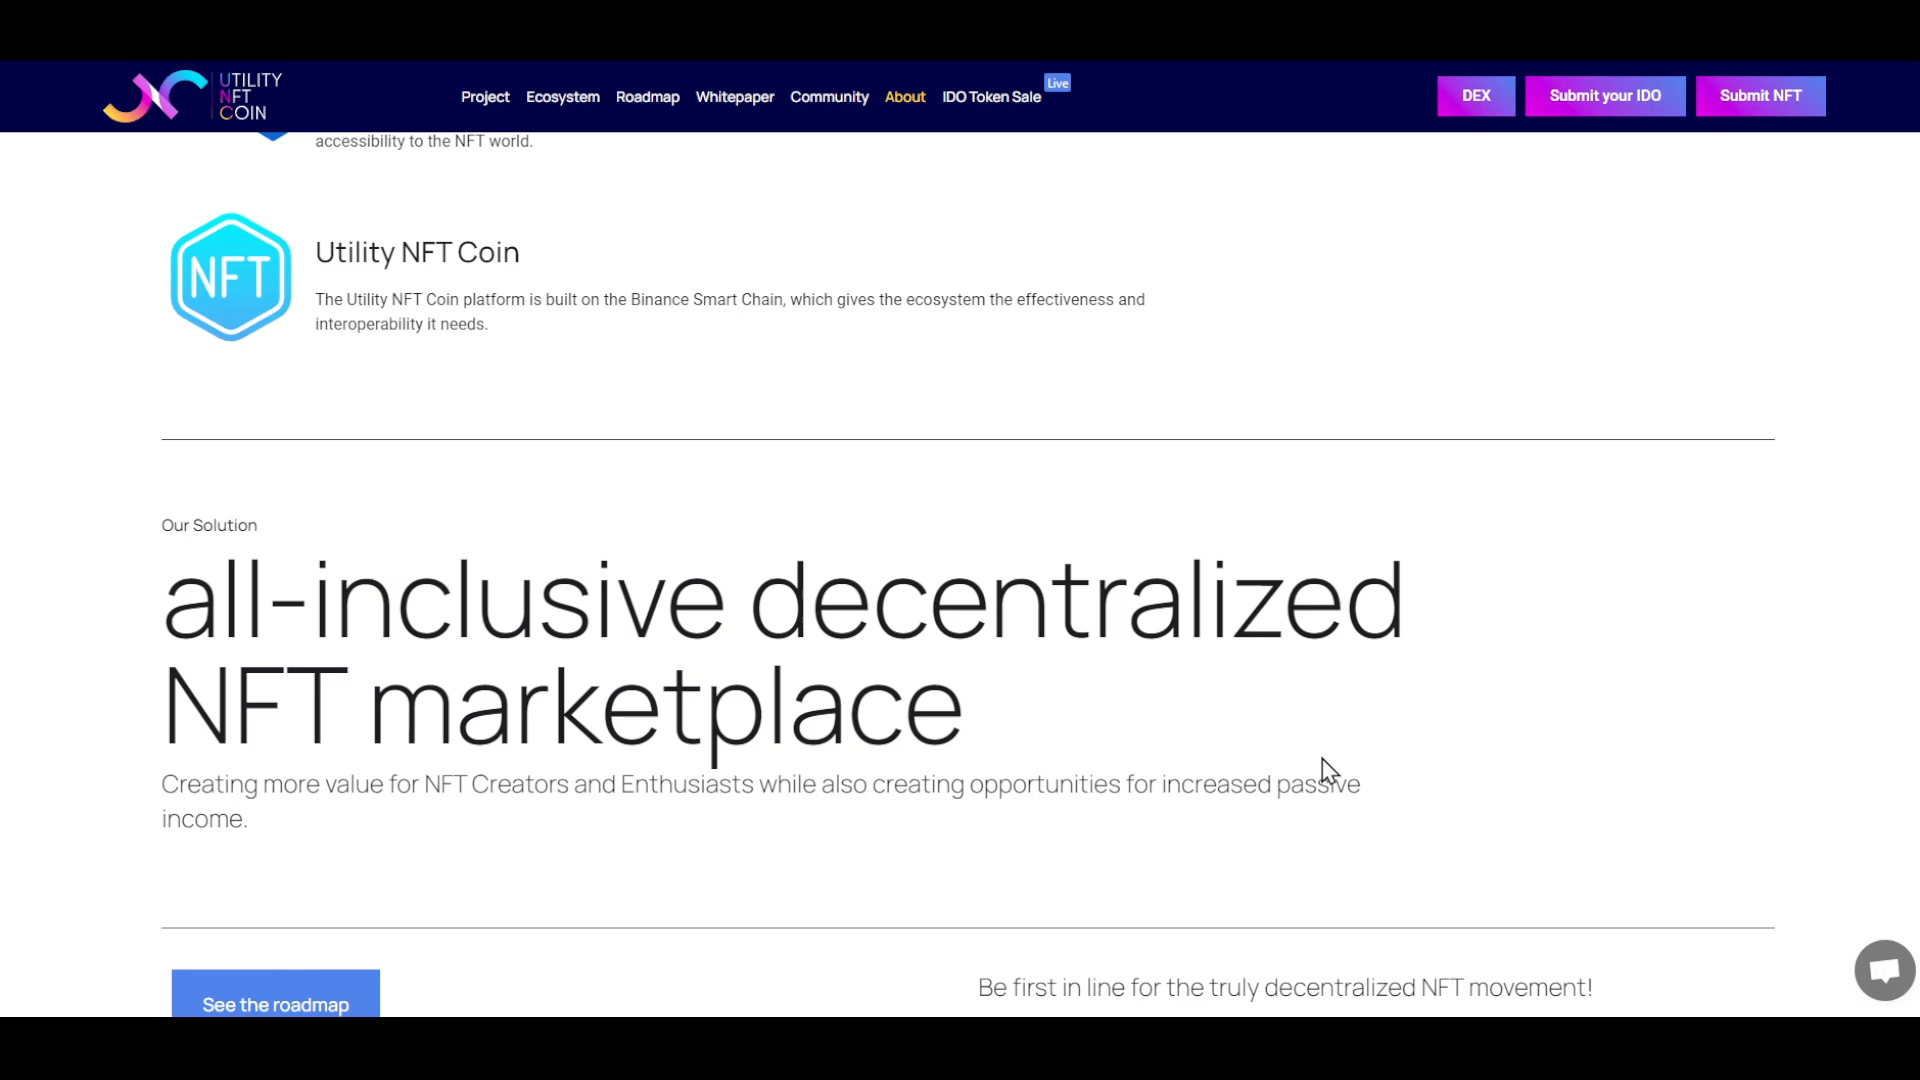 UTILITY
NFT
COIN
Project Ecosystem Roadmap Whitepaper Community About IDO Token Sale Live
DEX Submit your IDO Submit NFT
accessibility to the NFT world.
NFT
Utility NFT Coin
The Utility NFT Coin platform is built on the Binance Smart Chain, which gives the ecosystem the effectiveness and
interoperability it needs.
Our Solution
all-inclusive decentralized
NFT marketplace
Creating more value for NFT Creators and Enthusiasts while also creating opportunities for increased passive
income.
See the roadmap
Be first in line for the truly decentralized NFT movement!